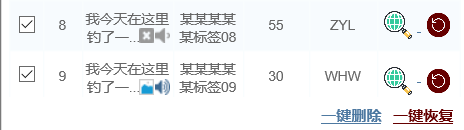 8 我今天在这里 某某某某 55 ZYL -
钓了一... 某标签08
9 我今天在这里 某某某某 30 WHW -
钓了一... 某标签09
一键删除 一键恢复